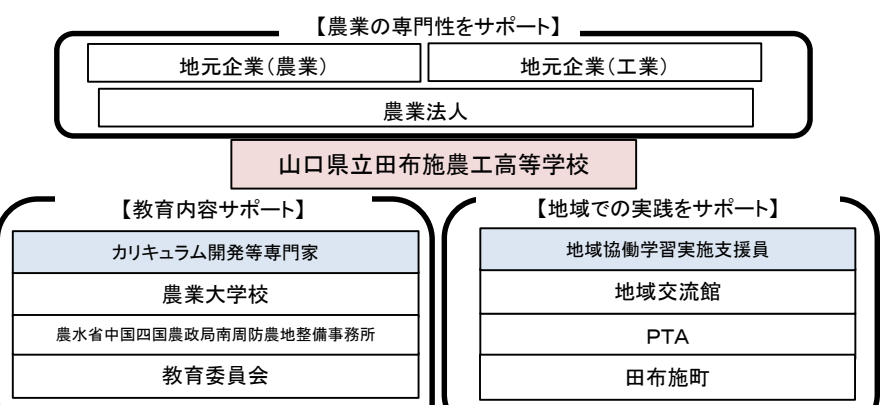 【農業の専門性をサポート】
地元企業(農業)
地元企業(工業)
農業法人
山口県立田布施農工高等学校
【教育内容サポート】
カリキュラム開発等専門家
農業大学校
農水省中国四国農政局南周防農地整備事務所
教育委員会
【地域での実践をサポート】
地域協働学習実施支援員
地域交流館
PTA
田布施町